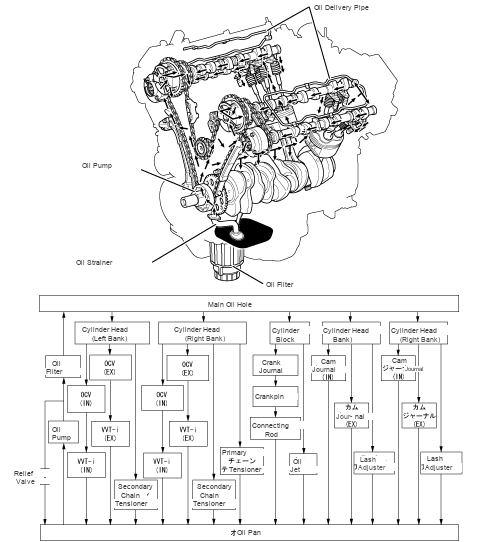 Oil Delivery Pipe
Oil Pump
Oil Strainer
Oil Filter
Main Oil Hole
Cylinder Head
(Left Bank)
Cylinder Head
(Right Bank)
Cylinder
Block
Cylinder Head
Bank)
Cylinder Head
(Right Bank)
Oil
Filter
OCV
(EX)
OCV
(EX)
Crank
Journal
Cam
Journal
(IN)
Cam
ジャー Journal
(IN)
OCV
(IN)
OCV
(IN)
Crankpin
カム
Jour- nal
(EX)
カム
ジャーナル
(EX)
Oil
Pump
VVT-i
(EX)
VVT-i
(EX)
Connecting
Rod
VVT-i
(IN)
VVT-i
(IN)
Primary
チェーン
テTensioner
Oil
Jet
Lash
Adjuster
Lash
Adjuster
Relief
Valve
Secondary
Chain
Tensioner
Secondary
Chain
Tensioner
オOil Pan